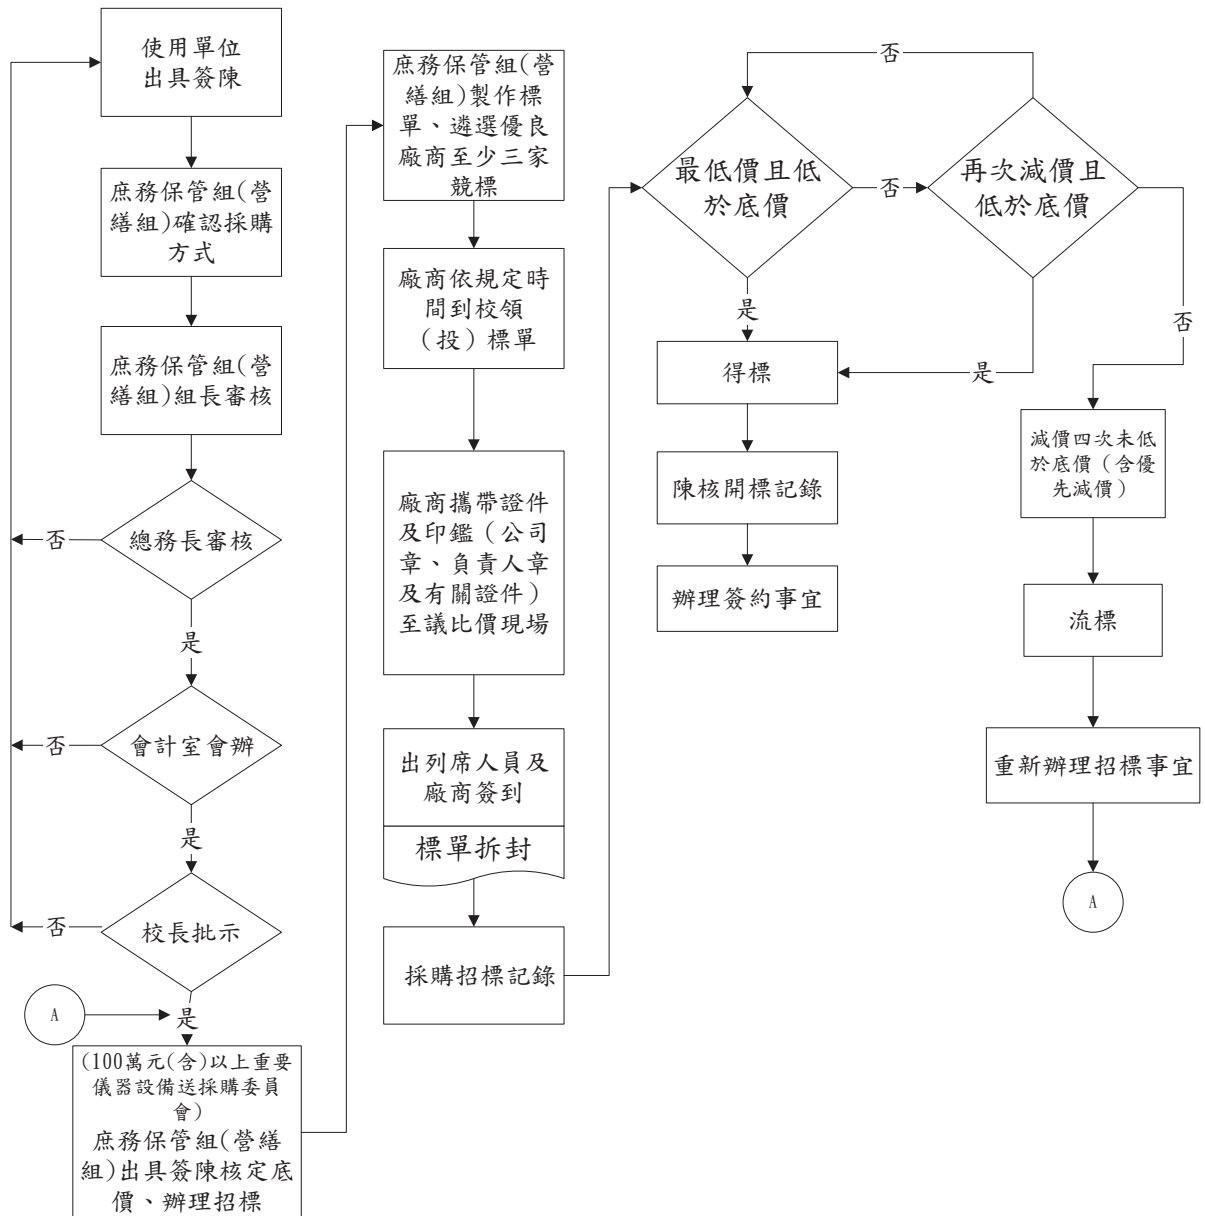 使用單位
出具簽陳
庶務保管組(營
繕組)確認採購
方式
庶務保管組(營
繕組)組長審核
總務長審核
否
是
會計室會辦
否
是
校長批示
否
A
是
(100萬元(含)以上重要
儀器設備送採購委員
會)
庶務保管組(營繕
組)出具簽陳核定底
價、辦理招標
庶務保管組(營
繕組)製作標
單、遴選優良
廠商至少三家
競標
廠商依規定時
間到校領
（投）標單
廠商攜帶證件
及印鑑（公司
章、負責人章
及有關證件）
至議比價現場
出列席人員及
廠商簽到
標單拆封
採購招標記錄
否
最低價且低
於底價
否
再次減價且
低於底價
是
否
得標
是
陳核開標記錄
辦理簽約事宜
減價四次未低
於底價（含優
先減價）
流標
重新辦理招標事宜
A